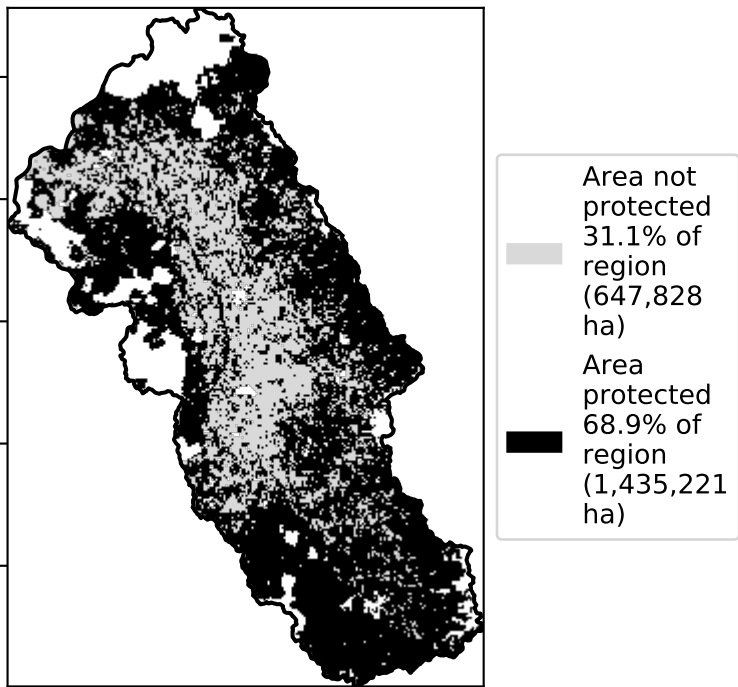 Area not
protected
31.1% of
region
(647,828
ha)
Area
protected
68.9% of
region
(1,435,221
ha)